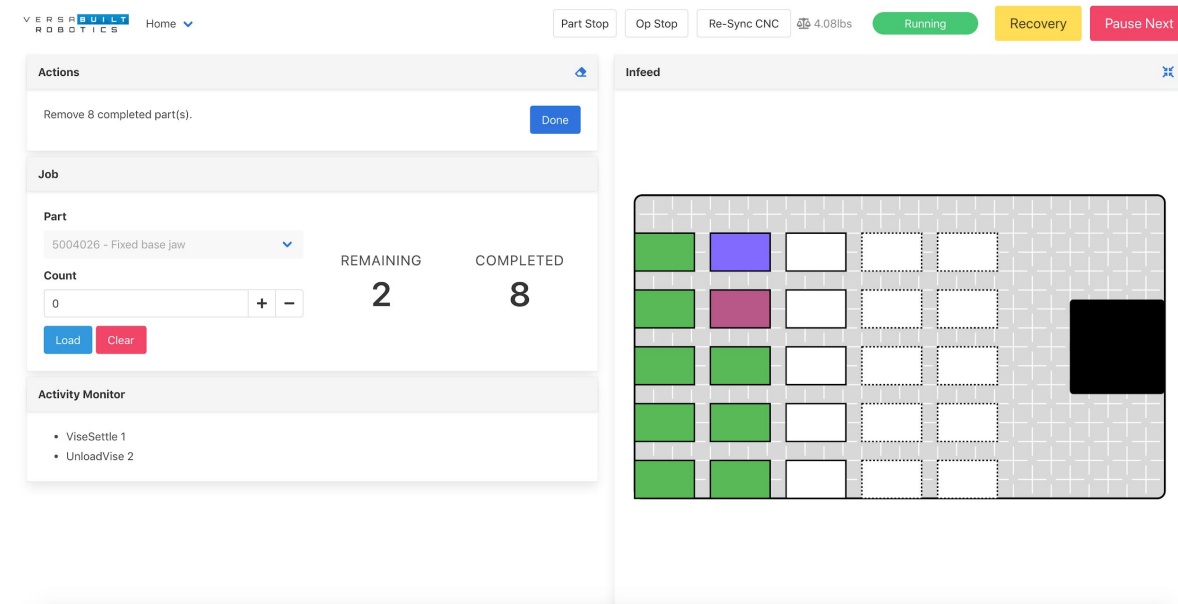 VERSABUILT
ROBOTICS
Home
Part Stop
Op Stop
Re-Sync CNC
4.08lbs
Running
Recovery
Pause Next
Actions
Remove 8 completed part(s).
Done
Job
Part
5004026 - Fixed base jaw
Count
0
+
−
Load
Clear
REMAINING
2
COMPLETED
8
Activity Monitor
• ViseSettle 1
• UnloadVise 2
Infeed